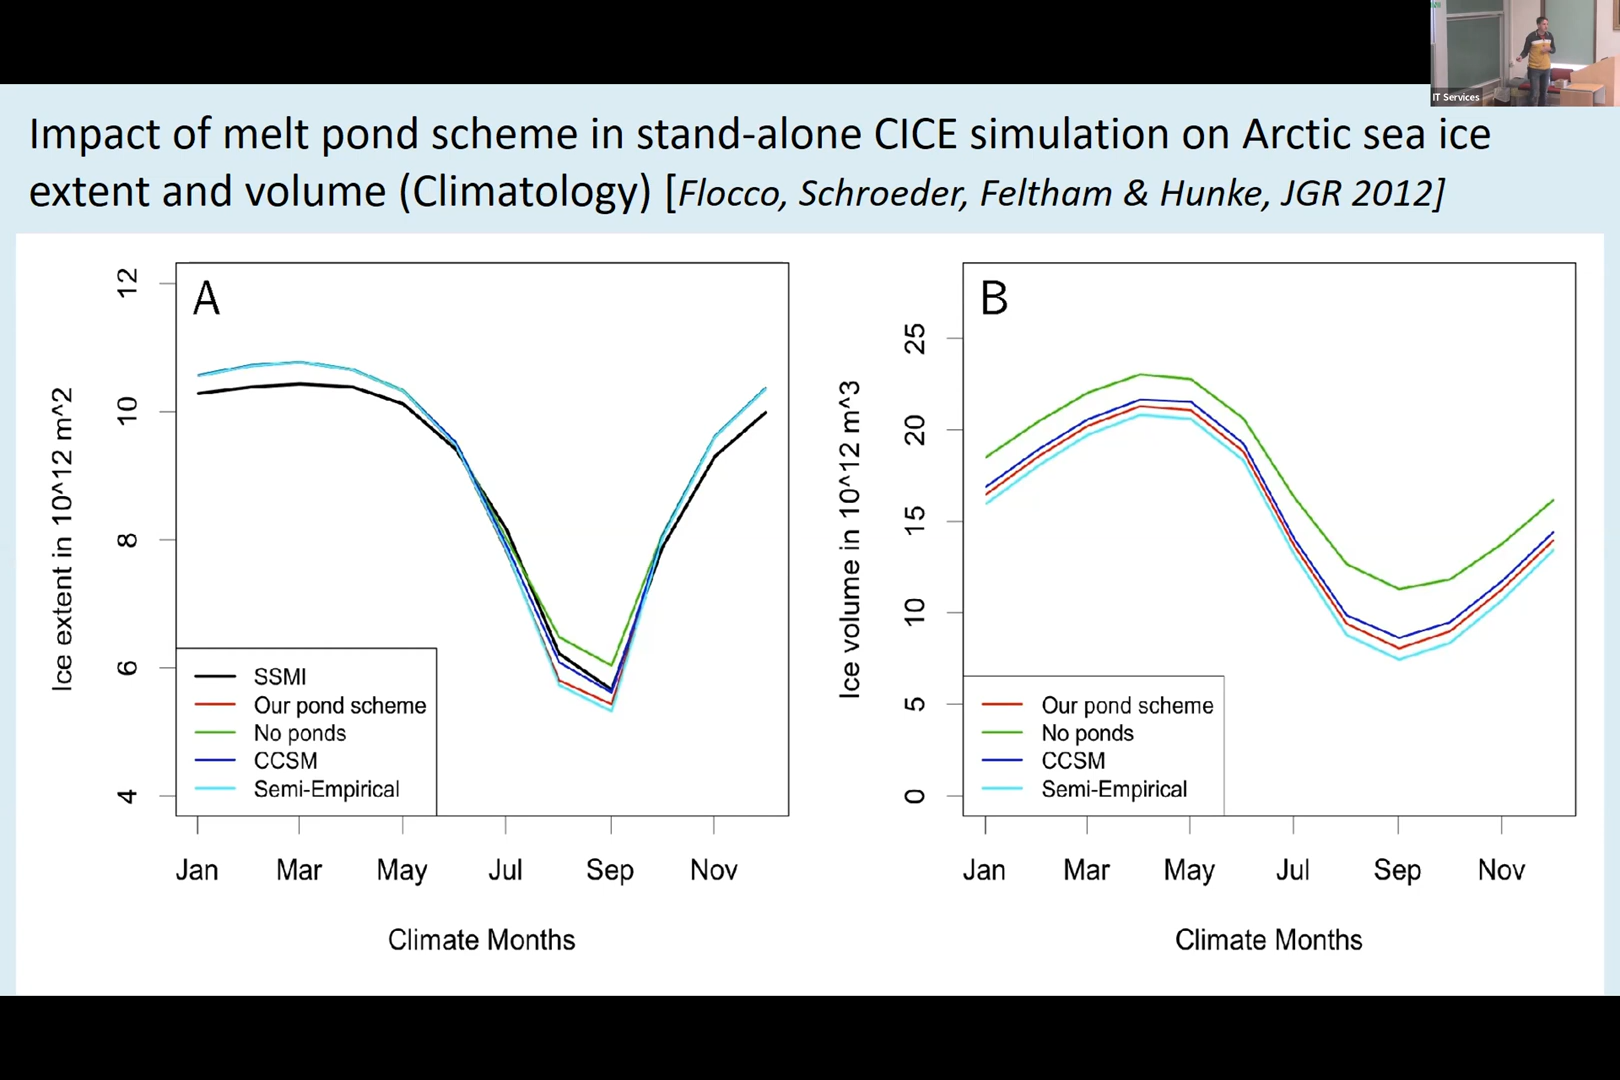 IT Services
Impact of melt pond scheme in stand-alone CICE simulation on Arctic sea ice
extent and volume (Climatology) [Flocco, Schroeder, Feltham & Hunke, JGR 2012]
A
Ice extent in 10^12 m^2
12
10
8
6
4
SSMI
Our pond scheme
No ponds
CCSM
Semi-Empirical
Jan Mar May Jul Sep Nov
Climate Months
B
Ice volume in 10^12 m^3
25
20
15
10
5
0
Our pond scheme
No ponds
CCSM
Semi-Empirical
Jan Mar May Jul Sep Nov
Climate Months